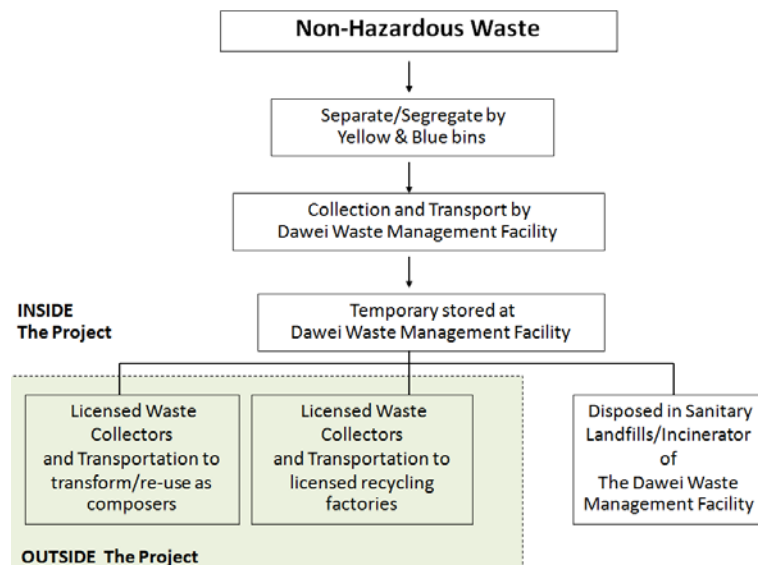 Non-Hazardous Waste
Separate/Segregate by
Yellow & Blue bins
Collection and Transport by
Dawei Waste Management Facility
INSIDE
The Project
Temporary stored at
Dawei Waste Management Facility
Licensed Waste
Collectors
and Transportation to
transform/re-use as
composers
Licensed Waste
Collectors
and Transportation to
licensed recycling
factories
Disposed in Sanitary
Landfills/Incinerator
of
The Dawei Waste
Management Facility
OUTSIDE The Project